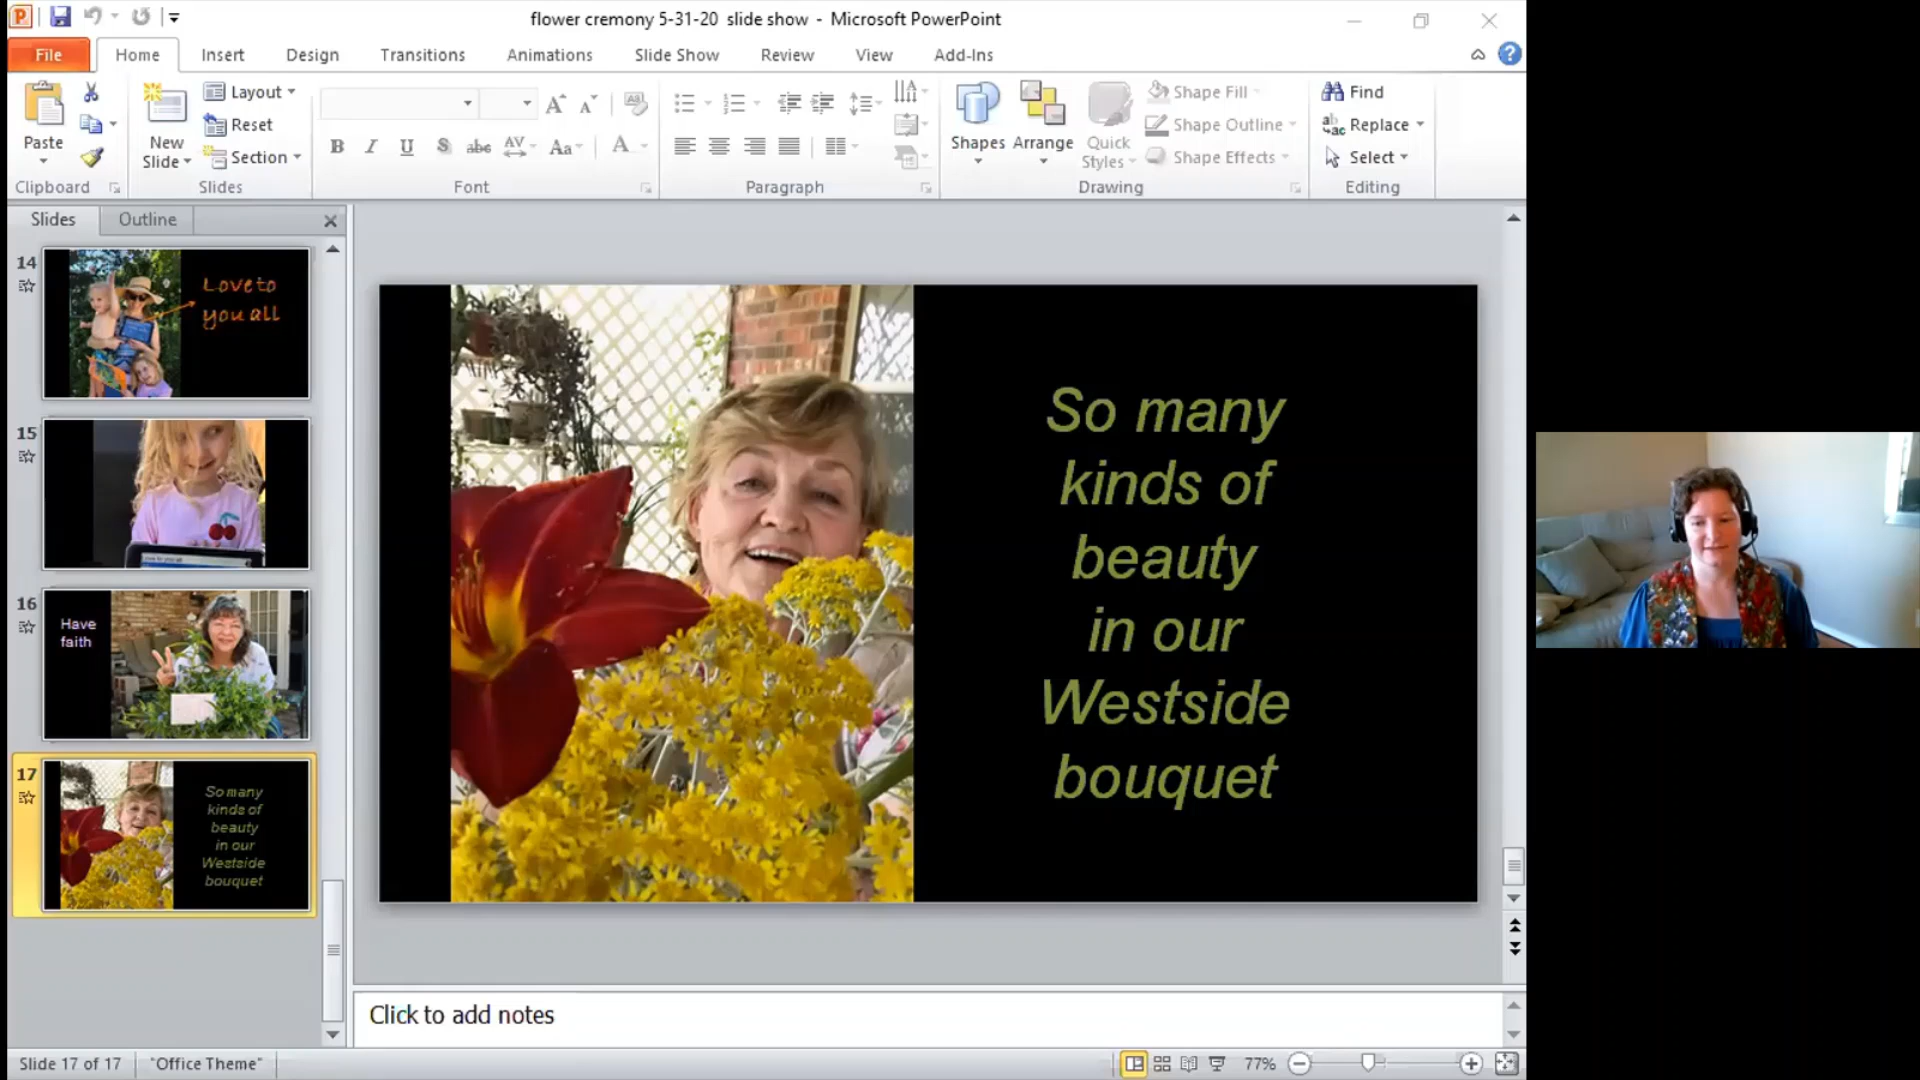 flower cremony 5-31-20 slide show - Microsoft PowerPoint
File Home Insert Design Transitions Animations Slide Show Review View Add-Ins
Paste
Clipboard
New
Slide
Layout
Reset
Section
Slides
B I U S abc AV Aa A
Font
Paragraph
Shapes
Arrange
Quick
Styles
Shape Fill
Shape Outline
Shape Effects
Drawing
Find
Replace
Select
Editing
Slides Outline
14
Love to
you all
15
16
Have
faith
17
So many
kinds of
beauty
in our
Westside
bouquet
So many
kinds of
beauty
in our
Westside
bouquet
Click to add notes
Slide 17 of 17 "Office Theme" 77%